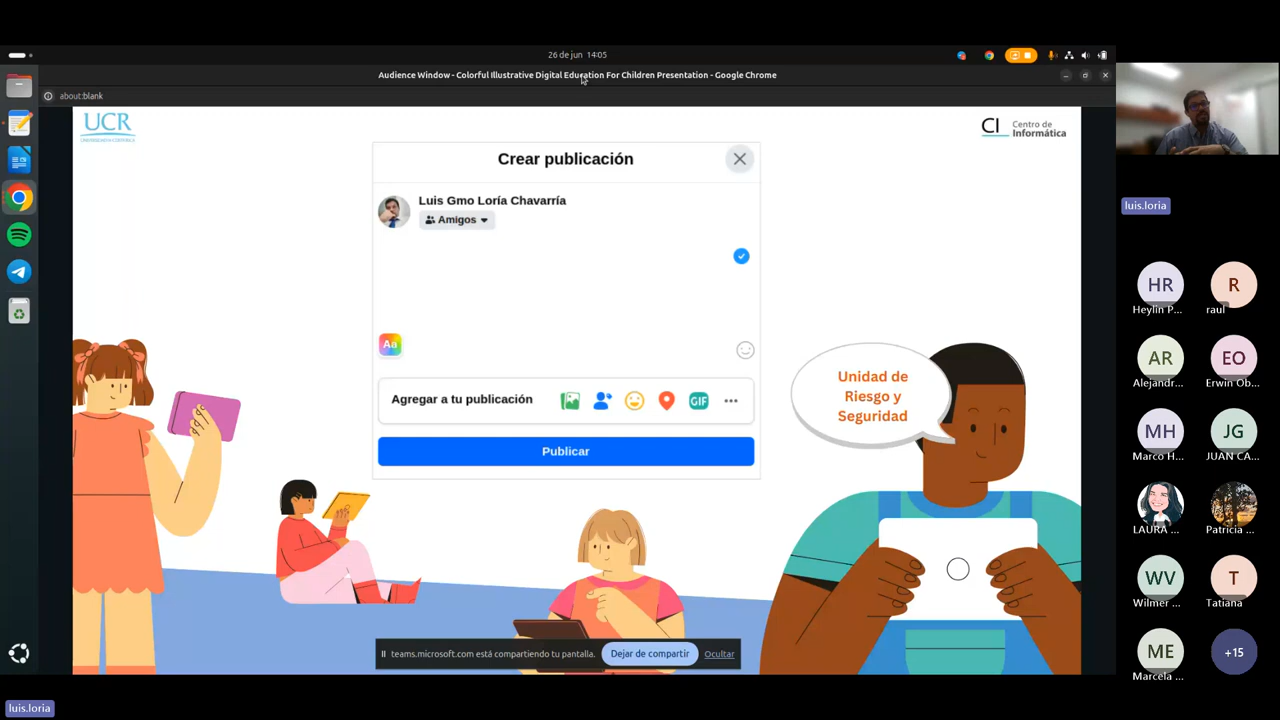 26 de jun 14:05
Audience Window - Colorful Illustrative Digital Education For Children Presentation - Google Chrome
about:blank
UCR
CI Centro de
Informática
Crear publicación
Luis Gmo Loría Chavarría
Amigos
Aa
Agregar a tu publicación
GIF
Publicar
Unidad de
Riesgo y
Seguridad
teams.microsoft.com está compartiendo tu pantalla.
Dejar de compartir
Ocultar
luis.loria
HR
Heylin P...
R
raul
AR
Alejandr...
EO
Erwin Ob...
MH
Marco H...
JG
JUAN CA...
LAURA ...
Patricia ...
WV
Wilmer ...
T
Tatiana
ME
Marcela ...
+15
luis.loria